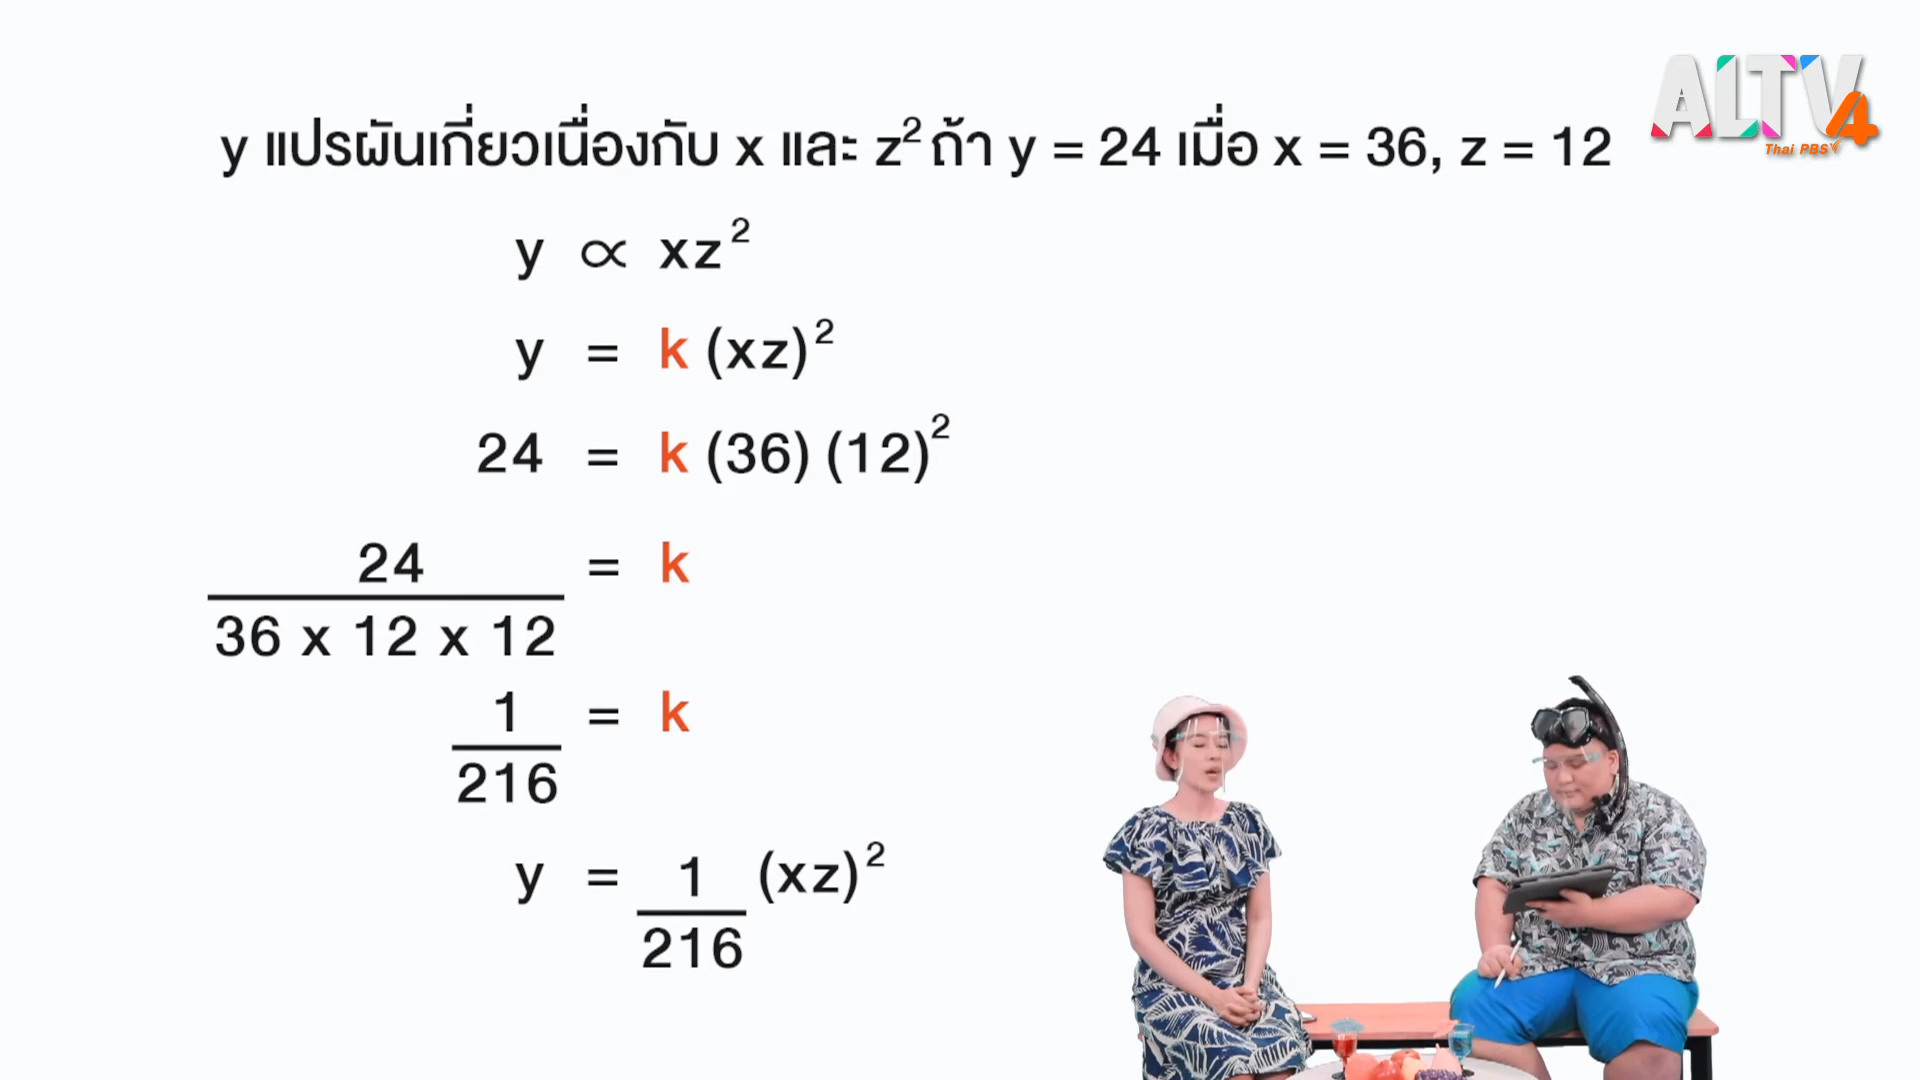 ALTV4
Thai PBS
y แปรผันเกี่ยวเนื่องกับ x และ z² ถ้า y = 24 เมื่อ x = 36, z = 12
y ∝ xz²
y = k (xz)²
24 = k (36) (12)²
24 = k
36 x 12 x 12
1 = k
216
y = 1 (xz)²
216